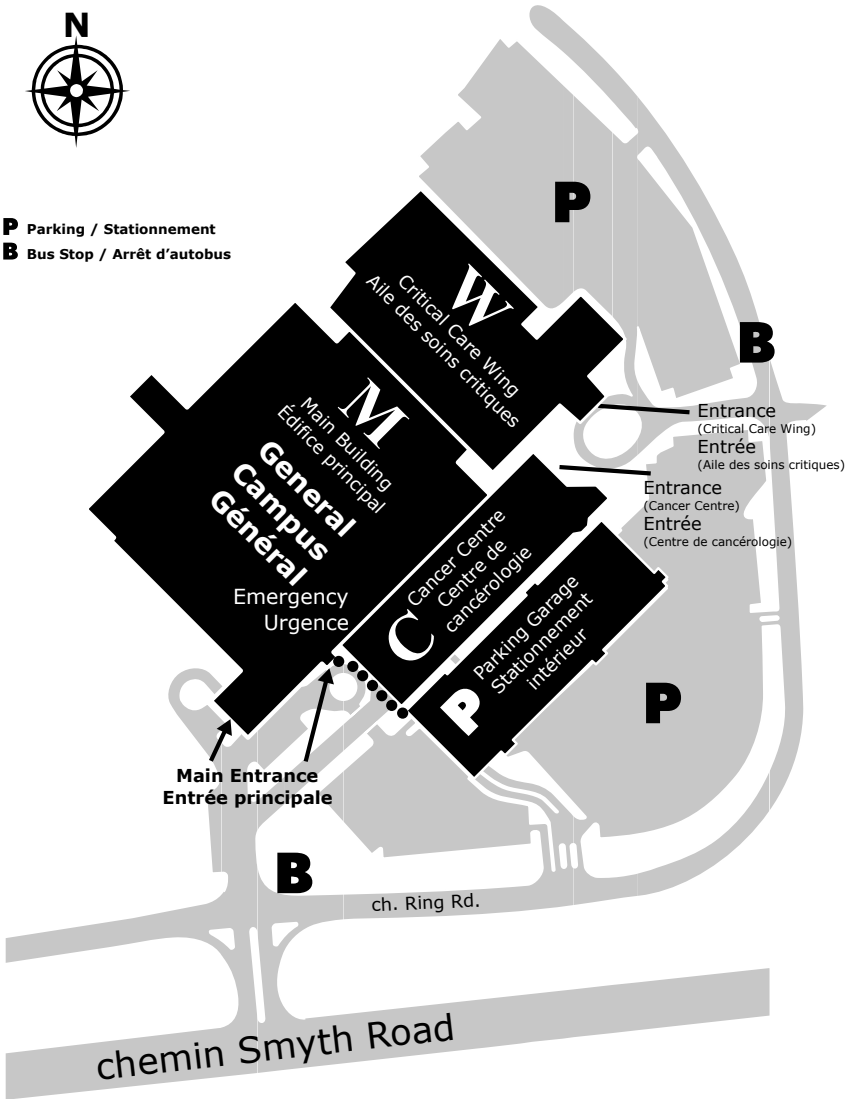 N
P Parking / Stationnement
B Bus Stop / Arrêt d’autobus
P
B
W
Critical Care Wing
Aile des soins critiques
M
Main Building
Édifice principal
General
Campus
Général
Emergency
Urgence
Entrance
(Critical Care Wing)
Entrée
(Aile des soins critiques)
Entrance
(Cancer Centre)
Entrée
(Centre de cancérologie)
C
Cancer Centre
Centre de
cancérologie
P
Parking Garage
Stationnement
intérieur
P
Main Entrance
Entrée principale
B
ch. Ring Rd.
chemin Smyth Road